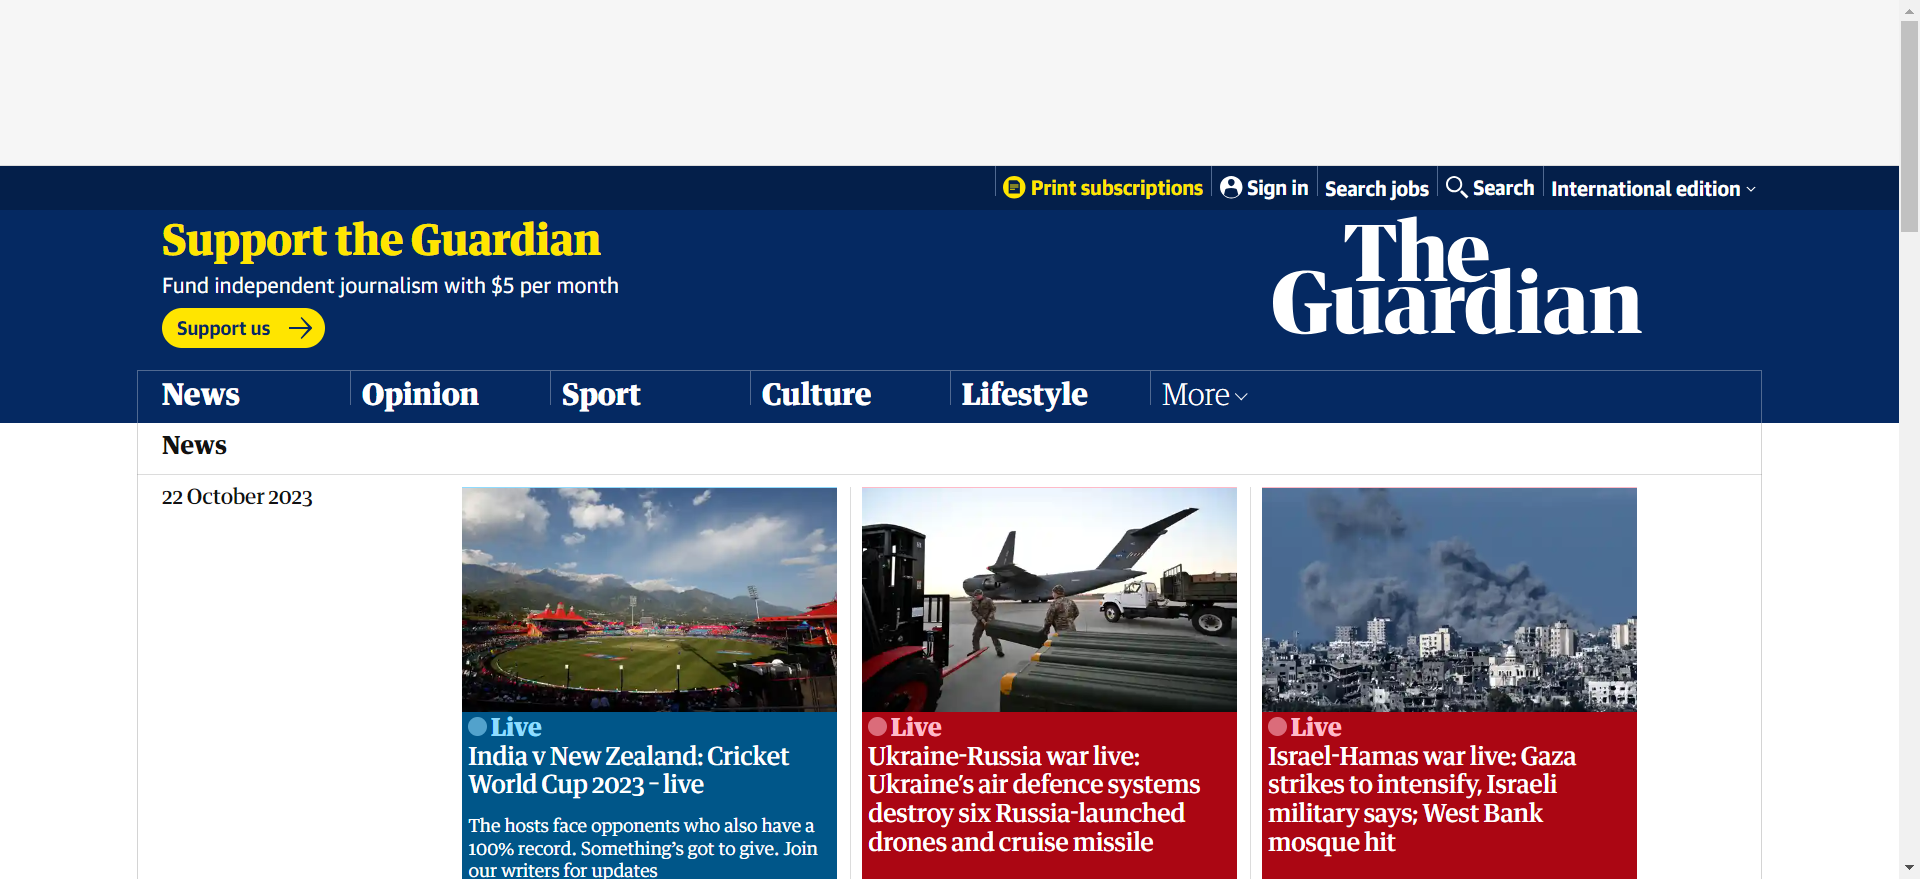 Print subscriptions
Sign in
Search jobs
Search
International edition
Support the Guardian
Fund independent journalism with $5 per month
Support us
The
Guardian
News
Opinion
Sport
Culture
Lifestyle
More
News
22 October 2023
Live
India v New Zealand: Cricket
World Cup 2023 – live
The hosts face opponents who also have a
100% record. Something’s got to give. Join
our writers for updates
Live
Ukraine-Russia war live:
Ukraine’s air defence systems
destroy six Russia-launched
drones and cruise missile
Live
Israel-Hamas war live: Gaza
strikes to intensify, Israeli
military says; West Bank
mosque hit